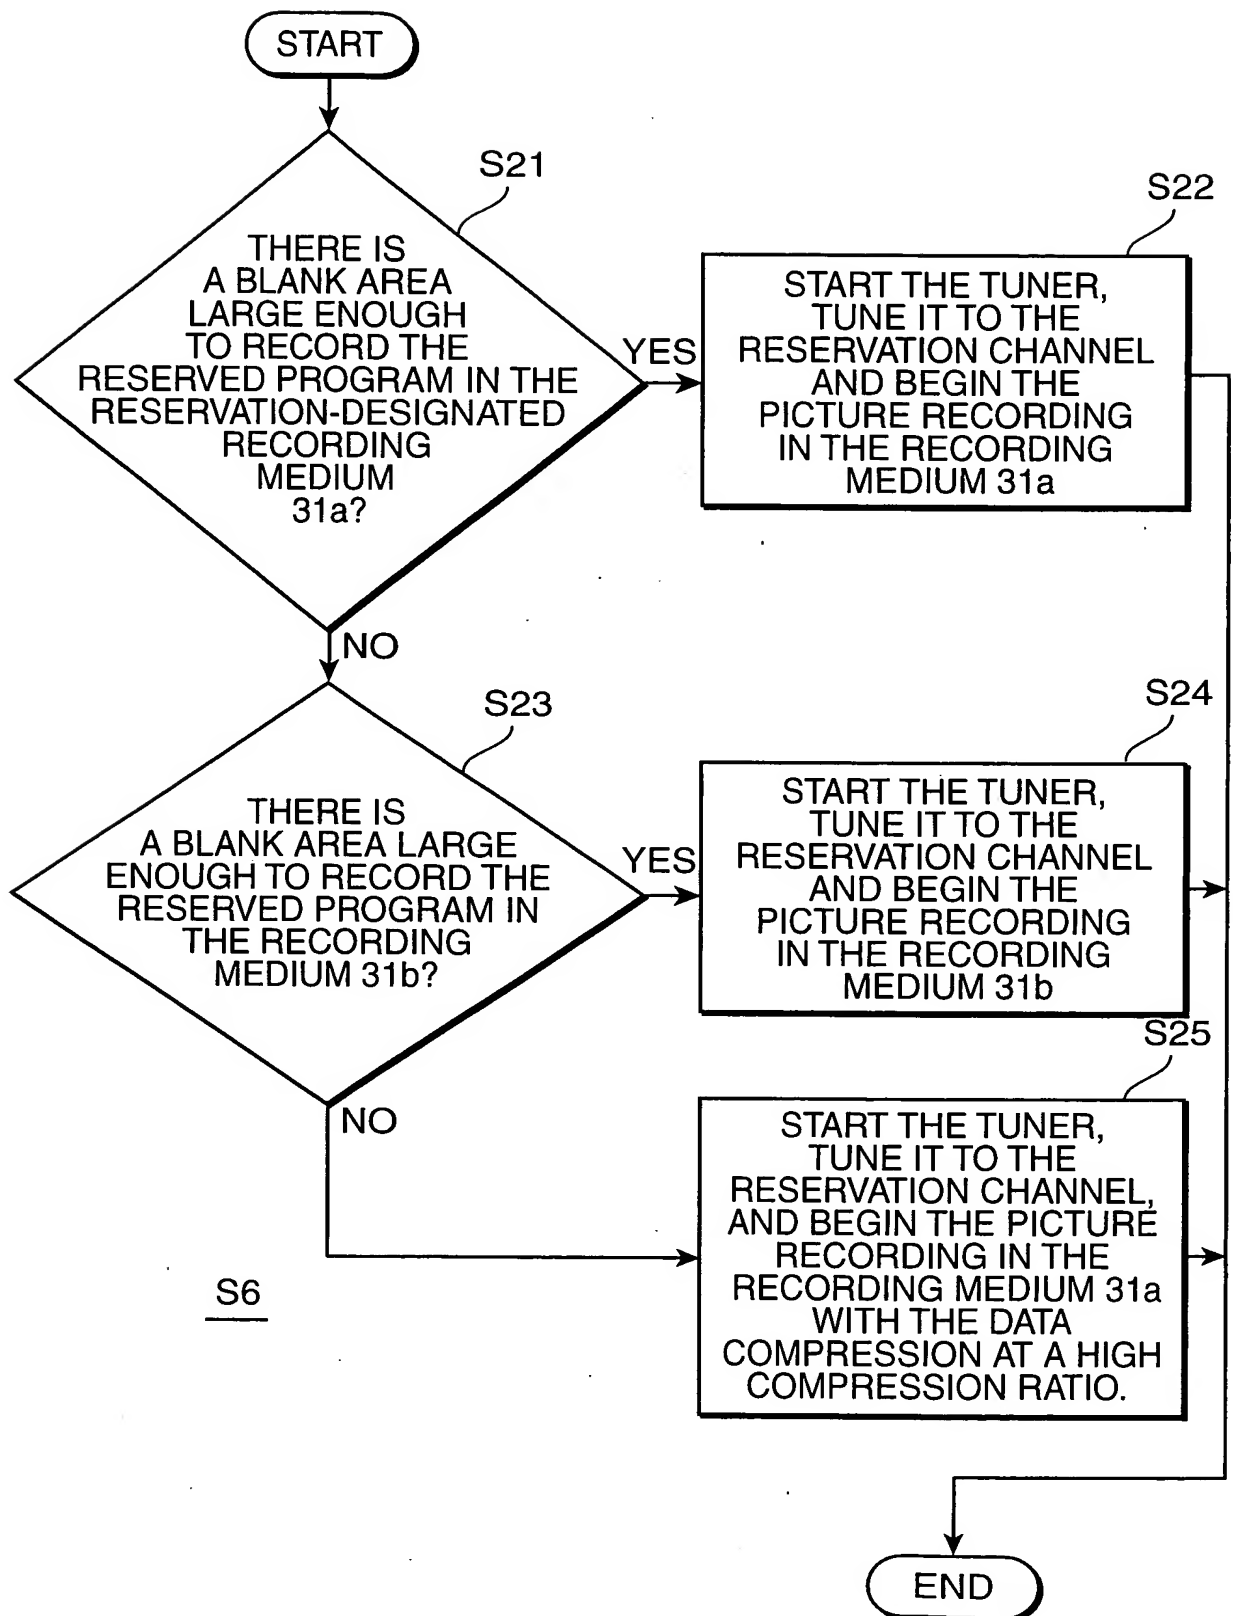 START
S21
THERE IS
A BLANK AREA
LARGE ENOUGH
TO RECORD THE
RESERVED PROGRAM IN THE
RESERVATION-DESIGNATED
RECORDING
MEDIUM
31a?
YES
S22
START THE TUNER,
TUNE IT TO THE
RESERVATION CHANNEL
AND BEGIN THE
PICTURE RECORDING
IN THE RECORDING
MEDIUM 31a
NO
S23
THERE IS
A BLANK AREA LARGE
ENOUGH TO RECORD THE
RESERVED PROGRAM IN
THE RECORDING
MEDIUM 31b?
YES
S24
START THE TUNER,
TUNE IT TO THE
RESERVATION CHANNEL
AND BEGIN THE
PICTURE RECORDING
IN THE RECORDING
MEDIUM 31b
NO
S25
START THE TUNER,
TUNE IT TO THE
RESERVATION CHANNEL,
AND BEGIN THE PICTURE
RECORDING IN THE
RECORDING MEDIUM 31a
WITH THE DATA
COMPRESSION AT A HIGH
COMPRESSION RATIO.
S6
END